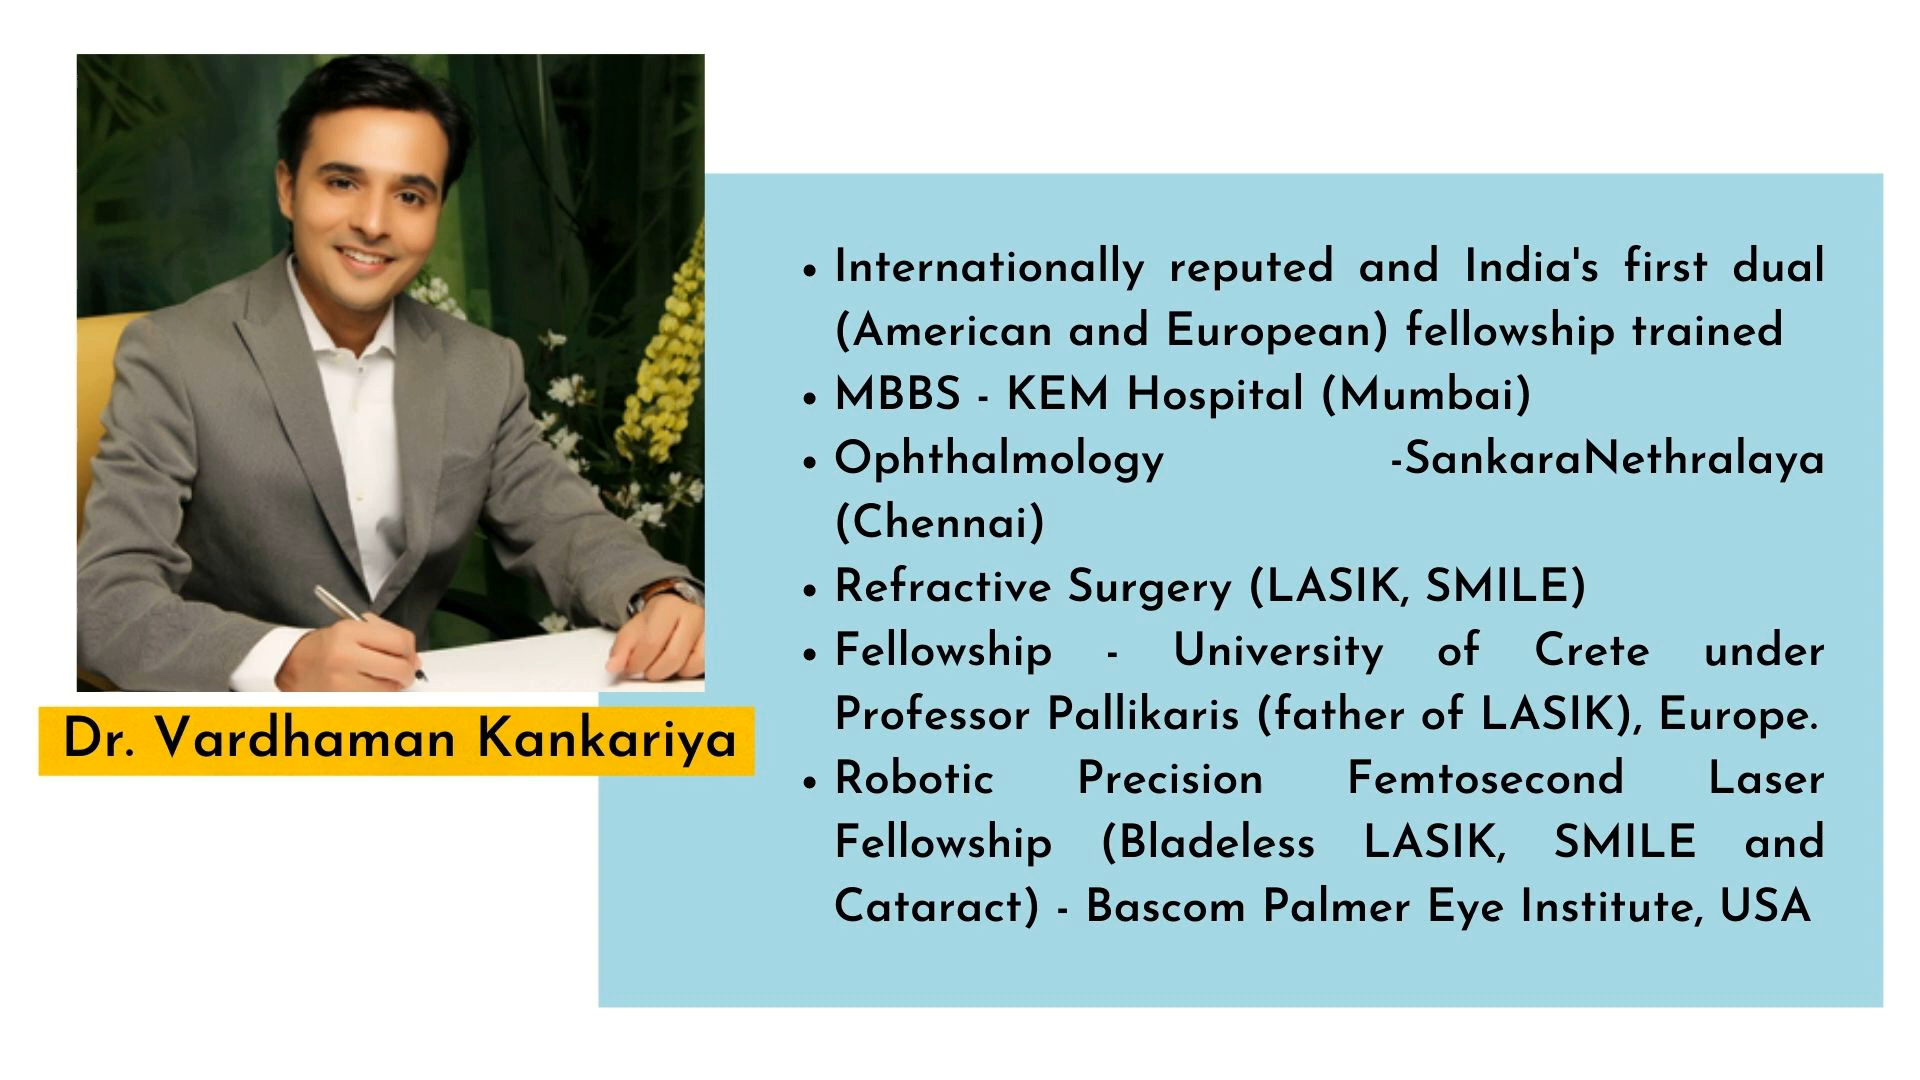 Internationally reputed and India's first dual
(American and European) fellowship trained
MBBS - KEM Hospital (Mumbai)
Ophthalmology -SankaraNethralaya
(Chennai)
Refractive Surgery (LASIK, SMILE)
Fellowship - University of Crete under
Professor Pallikaris (father of LASIK), Europe.
Robotic Precision Femtosecond Laser
Fellowship (Bladeless LASIK, SMILE and
Cataract) - Bascom Palmer Eye Institute, USA
Dr. Vardhaman Kankariya